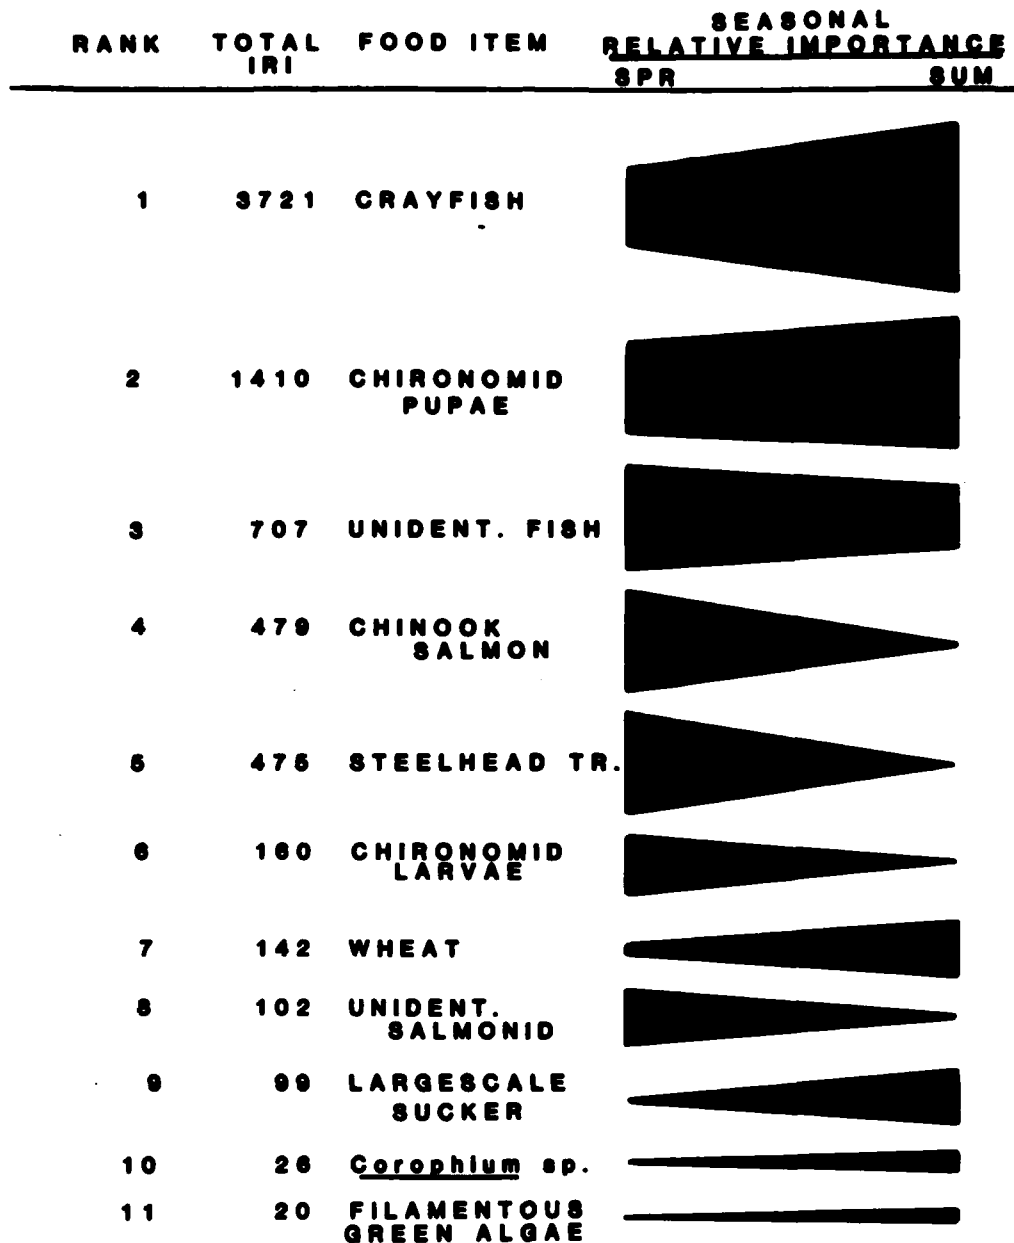 SEASONAL
RANK TOTAL FOOD ITEM RELATIVE IMPORTANCE
IRI
SPR SUM
1 3721 CRAYFISH
2 1410 CHIRONOMID
PUPAE
3 707 UNIDENT. FISH
4 479 CHINOOK
SALMON
5 475 STEELHEAD TR.
6 160 CHIRONOMID
LARVAE
7 142 WHEAT
8 102 UNIDENT.
SALMONID
9 99 LARGESCALE
SUCKER
10 26 Corophium sp.
11 20 FILAMENTOUS
GREEN ALGAE